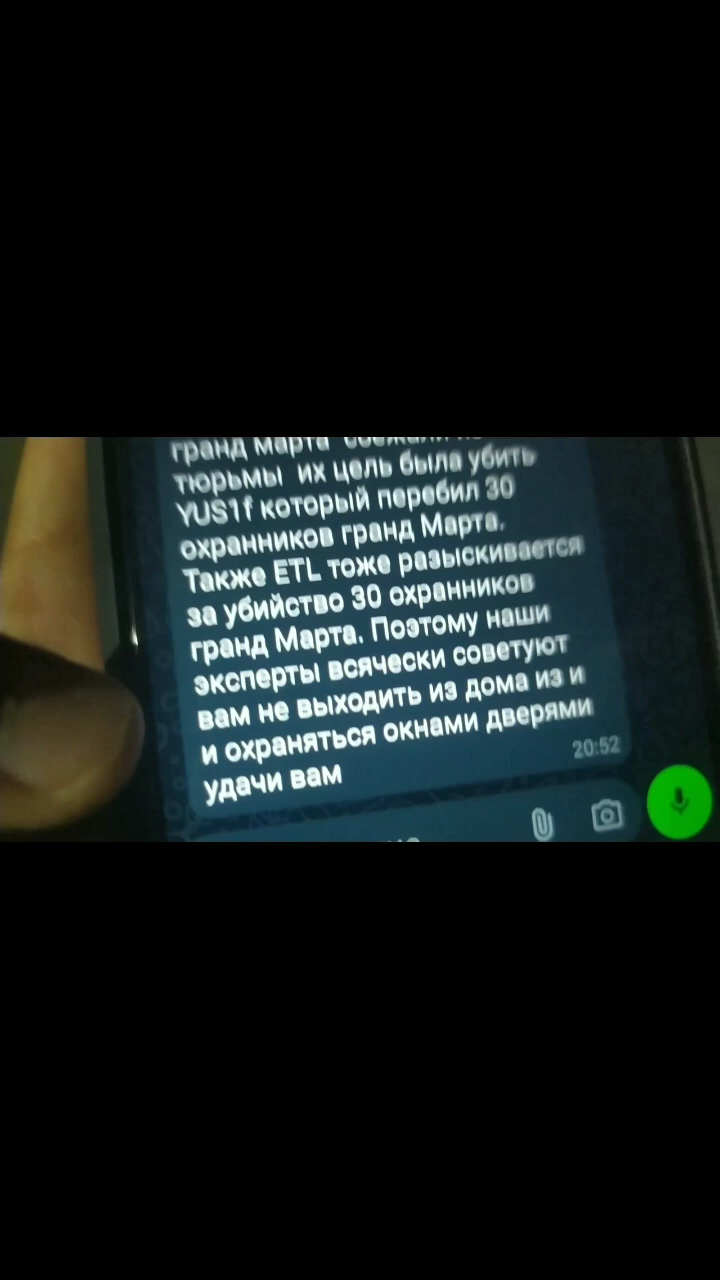 гранд Марта сбежали из
тюрьмы их цель была убить
YUS1f который перебил 30
охранников гранд Марта.
Также ETL тоже разыскивается
за убийство 30 охранников
гранд Марта. Поэтому наши
эксперты всячески советуют
вам не выходить из дома из и
и охраняться окнами дверями
удачи вам
20:52